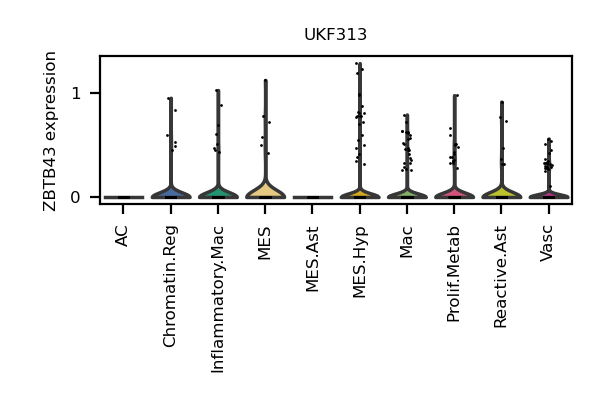 UKF313
ZBTB43 expression
1
0
AC
Chromatin.Reg
Inflammatory.Mac
MES
MES.Ast
MES.Hyp
Mac
Prolif.Metab
Reactive.Ast
Vasc